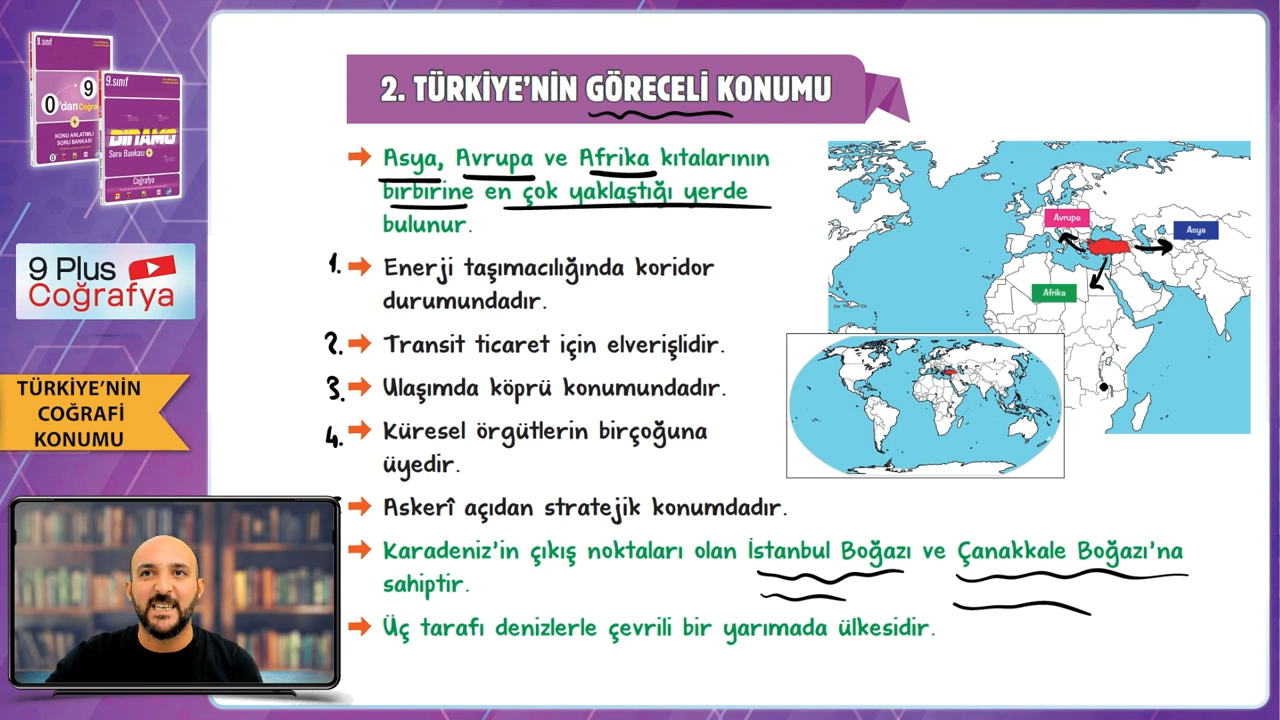 9.sınıf
0'dan 9
KONU ANLATIMLI
SORU BANKASI
9.sınıf
DİNAMO
Soru Bankası
Coğrafya
9 Plus
Coğrafya
TÜRKİYE'NİN
COĞRAFİ
KONUMU
2. TÜRKİYE'NİN GÖRECELİ KONUMU
Asya, Avrupa ve Afrika kıtalarının
birbirine en çok yaklaştığı yerde
bulunur.
1. Enerji taşımacılığında koridor
durumundadır.
2. Transit ticaret için elverişlidir.
3. Ulaşımda köprü konumundadır.
4. Küresel örgütlerin birçoğuna
üyedir.
Askerî açıdan stratejik konumdadır.
Karadeniz'in çıkış noktaları olan İstanbul Boğazı ve Çanakkale Boğazı'na
sahiptir.
Üç tarafı denizlerle çevrili bir yarımada ülkesidir.
Avrupa
Asya
Afrika